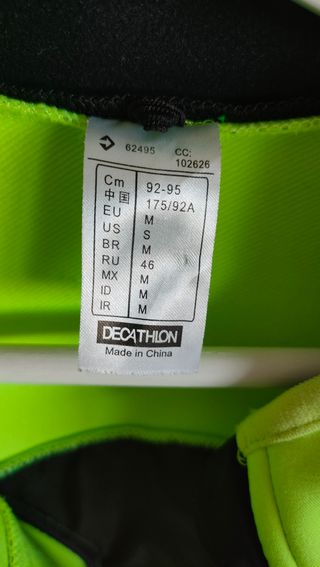 62495 CC: 102626
Cm 92-95
中国 175/92A
EU M
US S
BR M
RU 46
MX M
ID M
IR M
DECATHLON
Made in China